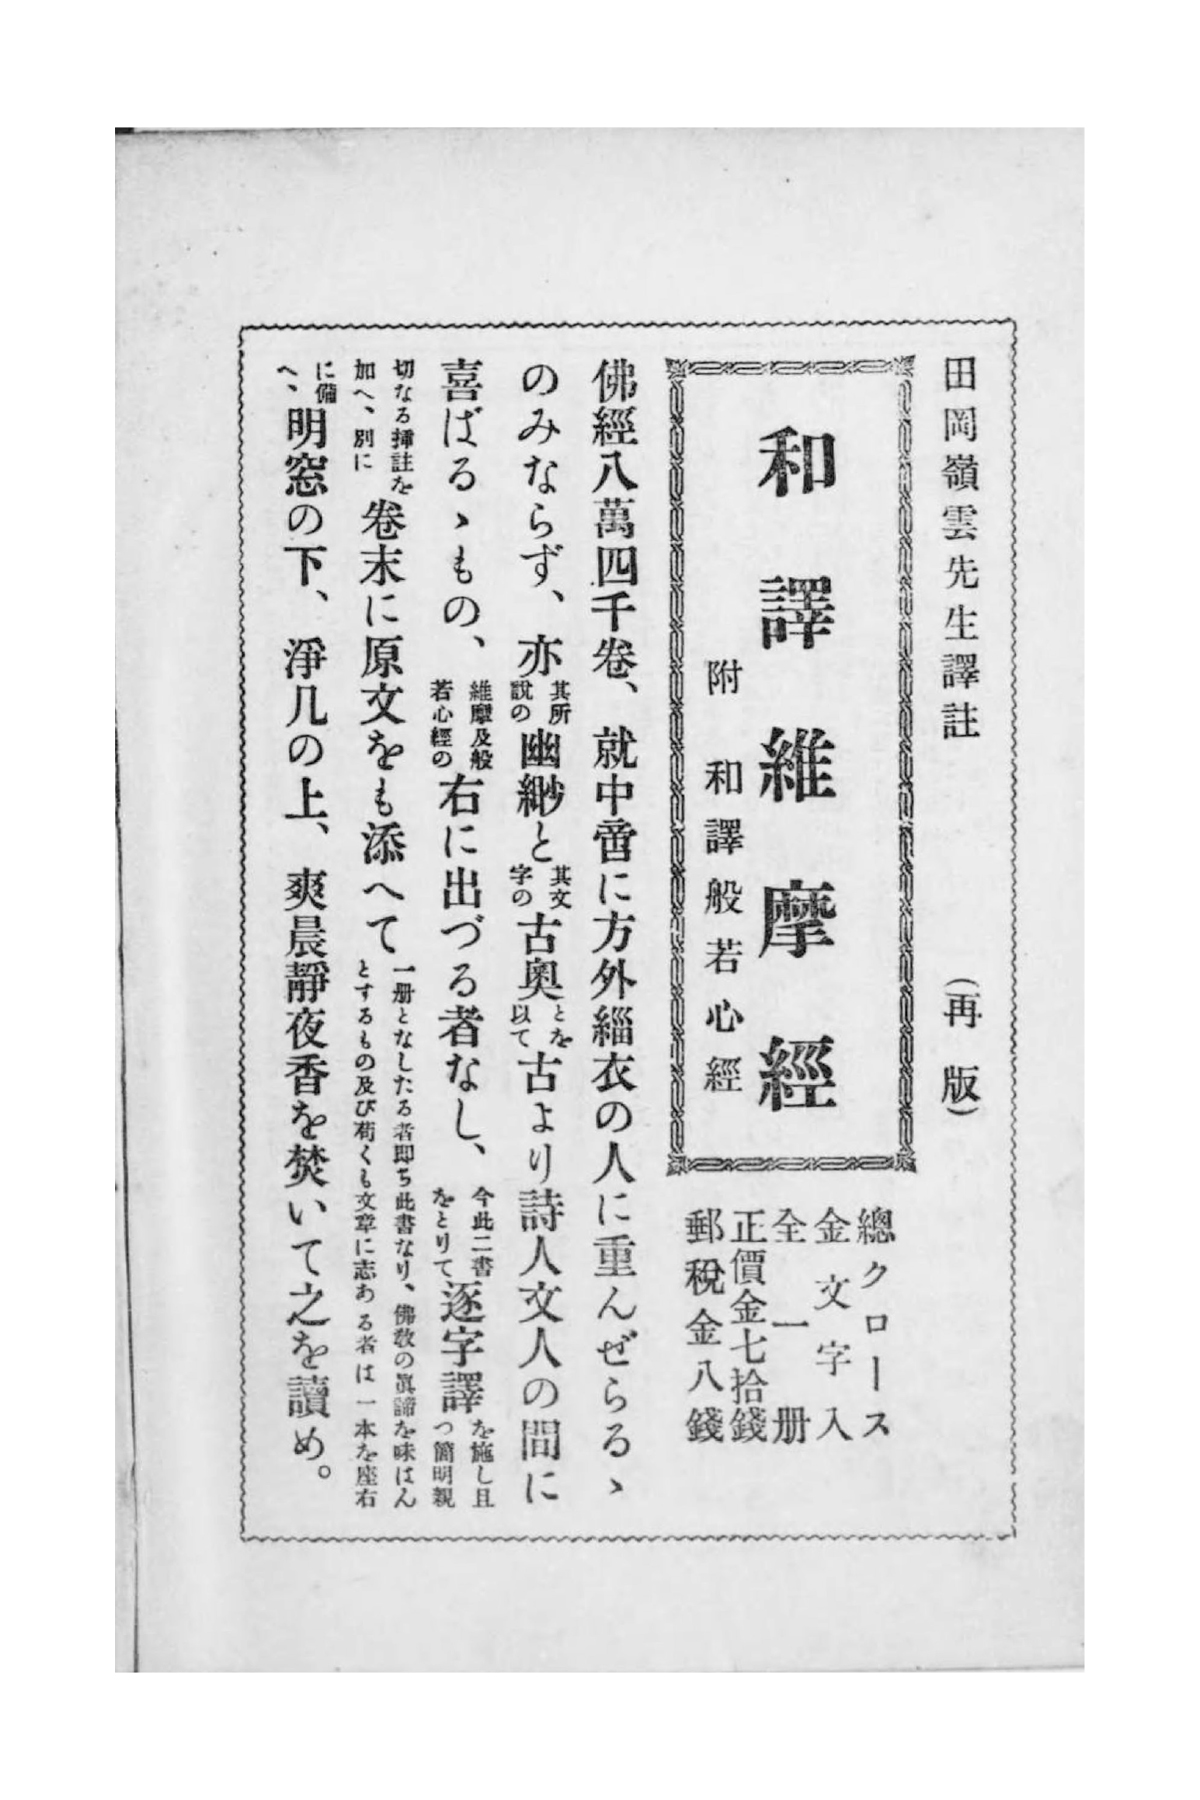 田岡嶺雲先生譯註 (再版)
和譯維摩經
附 和譯般若心經
總クロース
金文字入
全一册
正價金七拾錢
郵稅金八錢
佛經八萬四千卷、就中啻に方外緇衣の人に重んぜらるゝ
のみならず、亦其所說の幽緲と其文字の古奧とを以て古より詩人文人の間に
喜ばるゝもの、維摩及般若心經の右に出づる者なし、今此二書をとりて逐字譯を施し且つ簡明親
切なる挿註を加へ、別に卷末に原文をも添へて一册となしたる者卽ち此書なり、佛敎の眞諦を味はんとするもの及び苟くも文章に志ある者は一本を座右
に備へ、明窓の下、淨几の上、爽晨靜夜香を焚いて之を讀め。